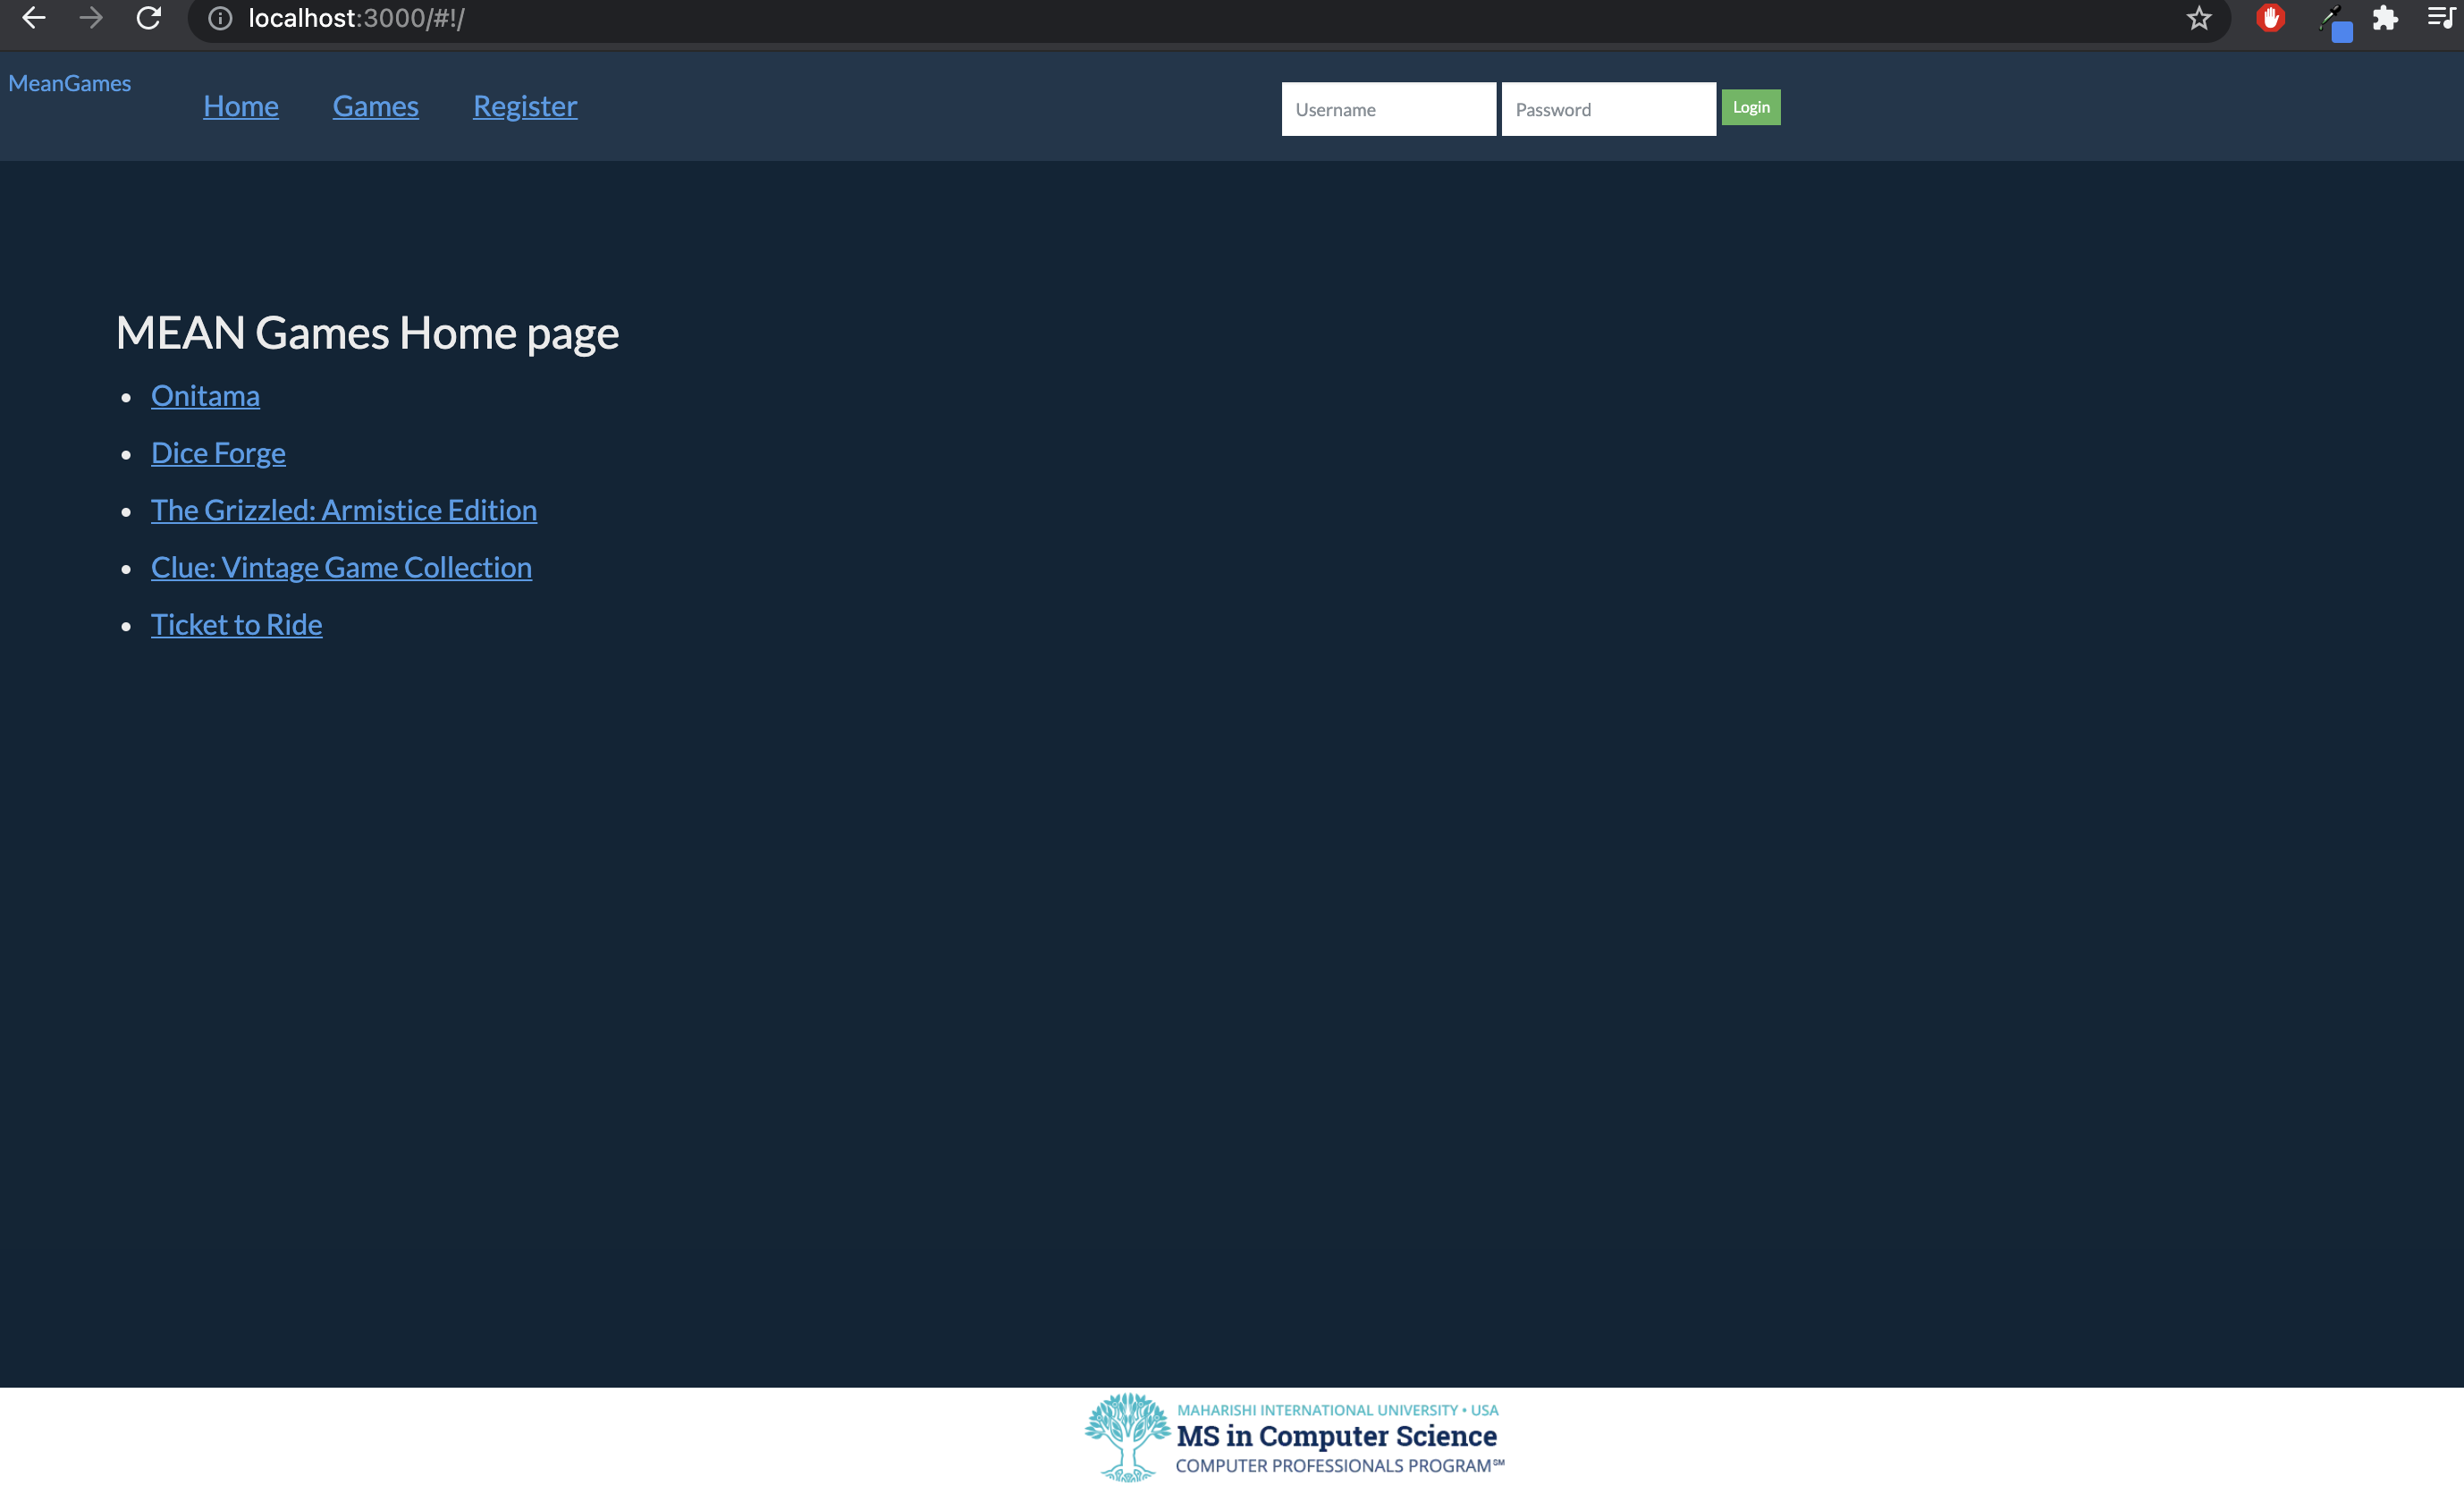 localhost:3000/#!/
MeanGames
Home Games Register
Username Password Login
MEAN Games Home page
Onitama
Dice Forge
The Grizzled: Armistice Edition
Clue: Vintage Game Collection
Ticket to Ride
MAHARISHI INTERNATIONAL UNIVERSITY • USA
MS in Computer Science
COMPUTER PROFESSIONALS PROGRAM℠